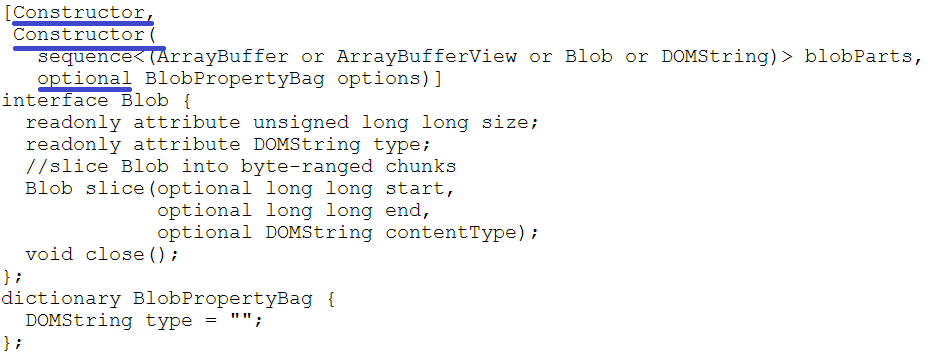 [Constructor,
 Constructor(
   sequence<(ArrayBuffer or ArrayBufferView or Blob or DOMString)> blobParts,
   optional BlobPropertyBag options)]
interface Blob {
  readonly attribute unsigned long long size;
  readonly attribute DOMString type;
  //slice Blob into byte-ranged chunks
  Blob slice(optional long long start,
             optional long long end,
             optional DOMString contentType);
  void close();
};
dictionary BlobPropertyBag {
  DOMString type = "";
};